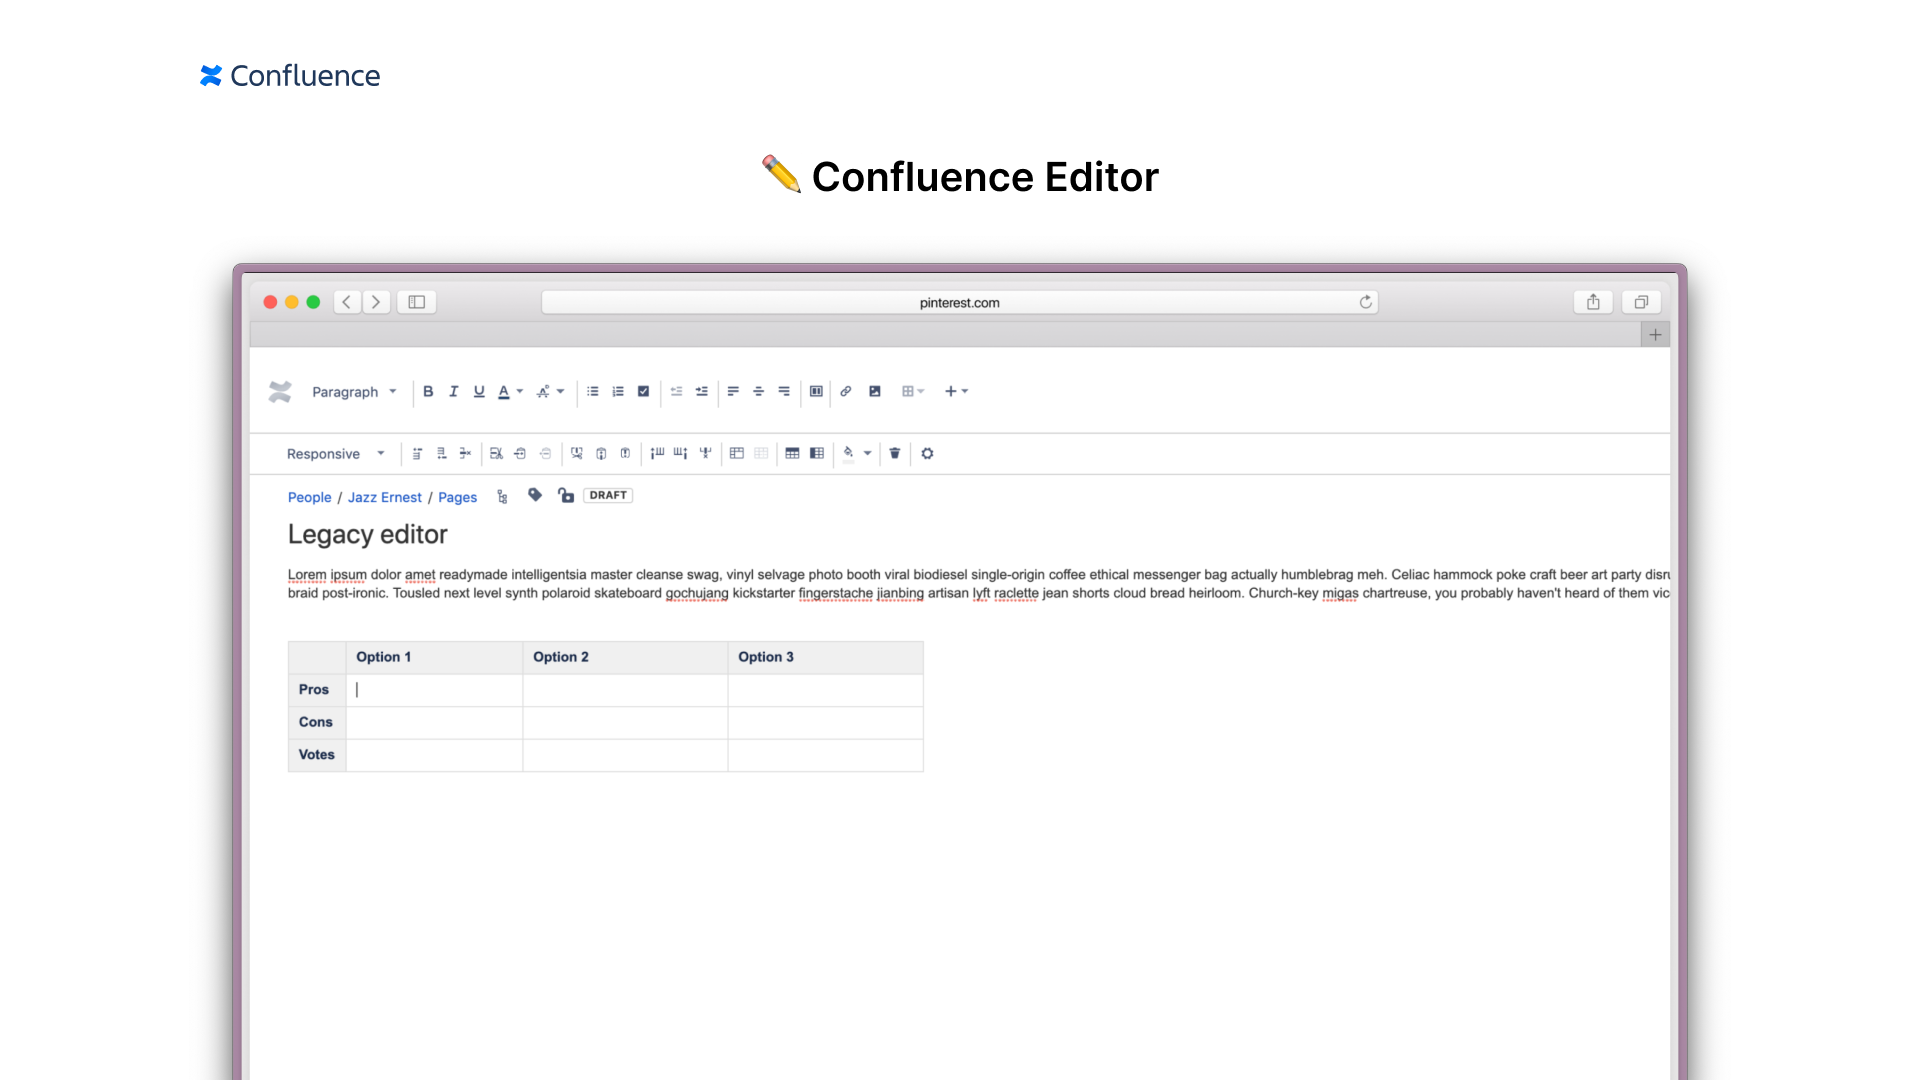 Confluence
Confluence Editor
pinterest.com
Paragraph
Responsive
People / Jazz Ernest / Pages DRAFT
Legacy editor
Lorem ipsum dolor amet readymade intelligentsia master cleanse swag, vinyl selvage photo booth viral biodiesel single-origin coffee ethical messenger bag actually humblebrag meh. Celiac hammock poke craft beer art party disru
braid post-ironic. Tousled next level synth polaroid skateboard gochujang kickstarter fingerstache jianbing artisan lyft raclette jean shorts cloud bread heirloom. Church-key migas chartreuse, you probably haven't heard of them vic
Option 1 Option 2 Option 3
Pros
Cons
Votes